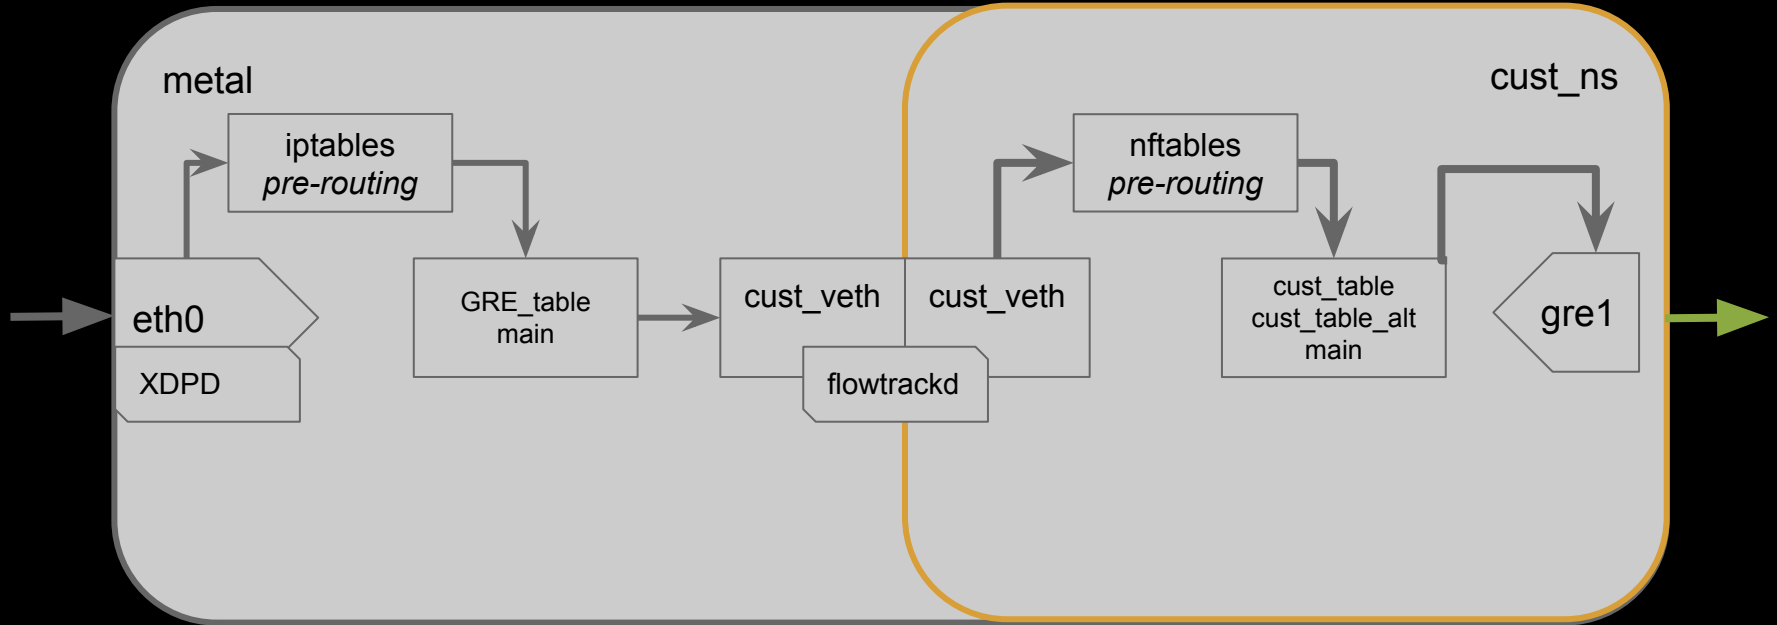 metal
cust_ns
iptables
pre-routing
nftables
pre-routing
eth0
XDPD
GRE_table
main
cust_veth
cust_veth
flowtrackd
cust_table
cust_table_alt
main
gre1